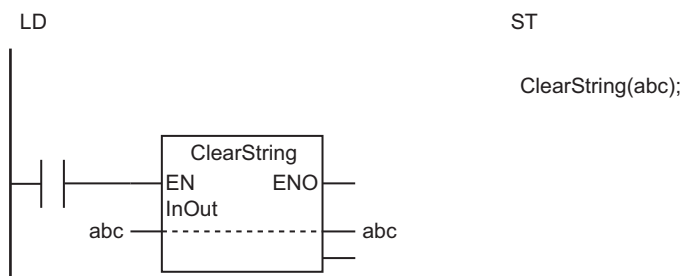 LD
ST
ClearString(abc);
ClearString
EN ENO
InOut
abc abc